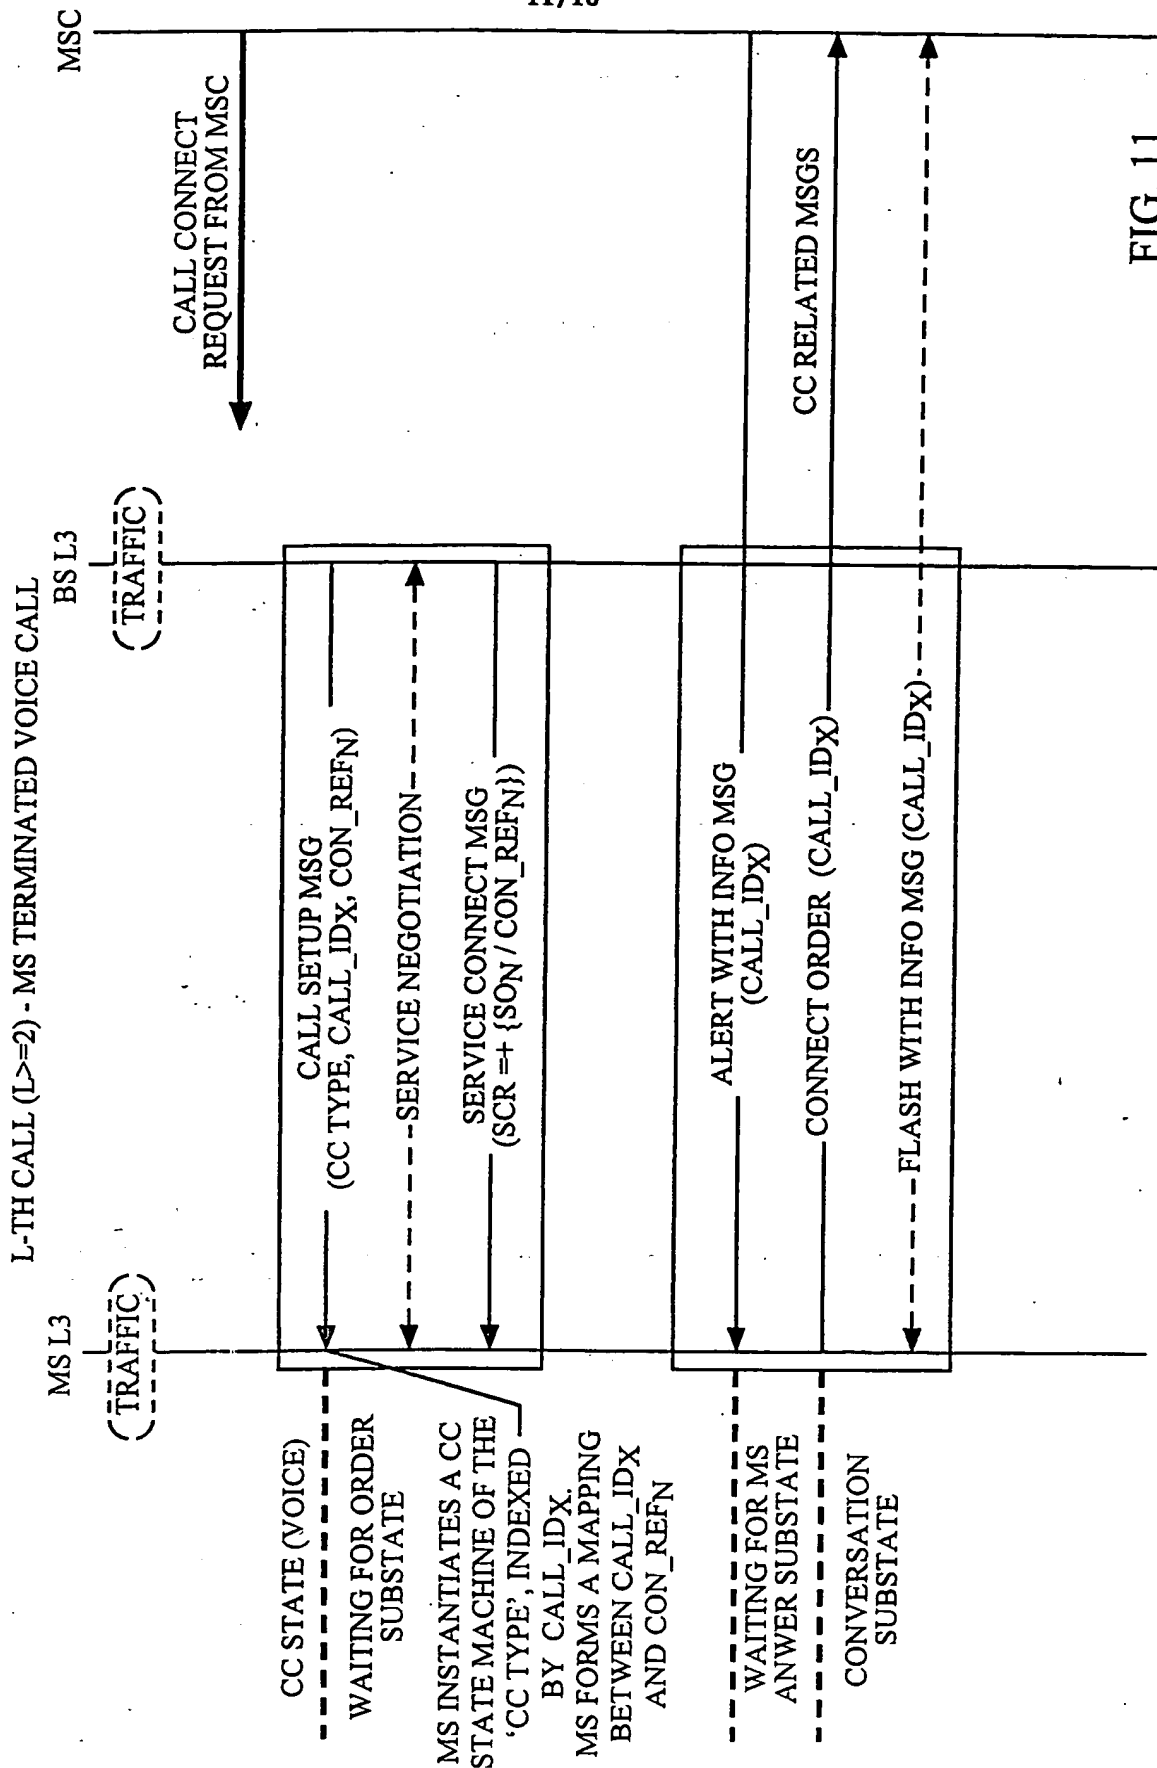 11/16
L-TH CALL (L>=2) - MS TERMINATED VOICE CALL
MS L3
BS L3
MSC
(TRAFFIC)
(TRAFFIC)
CALL CONNECT
REQUEST FROM MSC
CC STATE (VOICE)
WAITING FOR ORDER
SUBSTATE
CALL SETUP MSG
(CC TYPE, CALL_IDX, CON_REFN)
SERVICE NEGOTIATION
SERVICE CONNECT MSG
(SCR =+ {SON / CON_REFN})
MS INSTANTIATES A CC
STATE MACHINE OF THE
‘CC TYPE’, INDEXED
BY CALL_IDX.
MS FORMS A MAPPING
BETWEEN CALL_IDX
AND CON_REFN
ALERT WITH INFO MSG
(CALL_IDX)
WAITING FOR MS
ANWER SUBSTATE
CONNECT ORDER (CALL_IDX)
CC RELATED MSGS
CONVERSATION
SUBSTATE
FLASH WITH INFO MSG (CALL_IDX)
FIG. 11